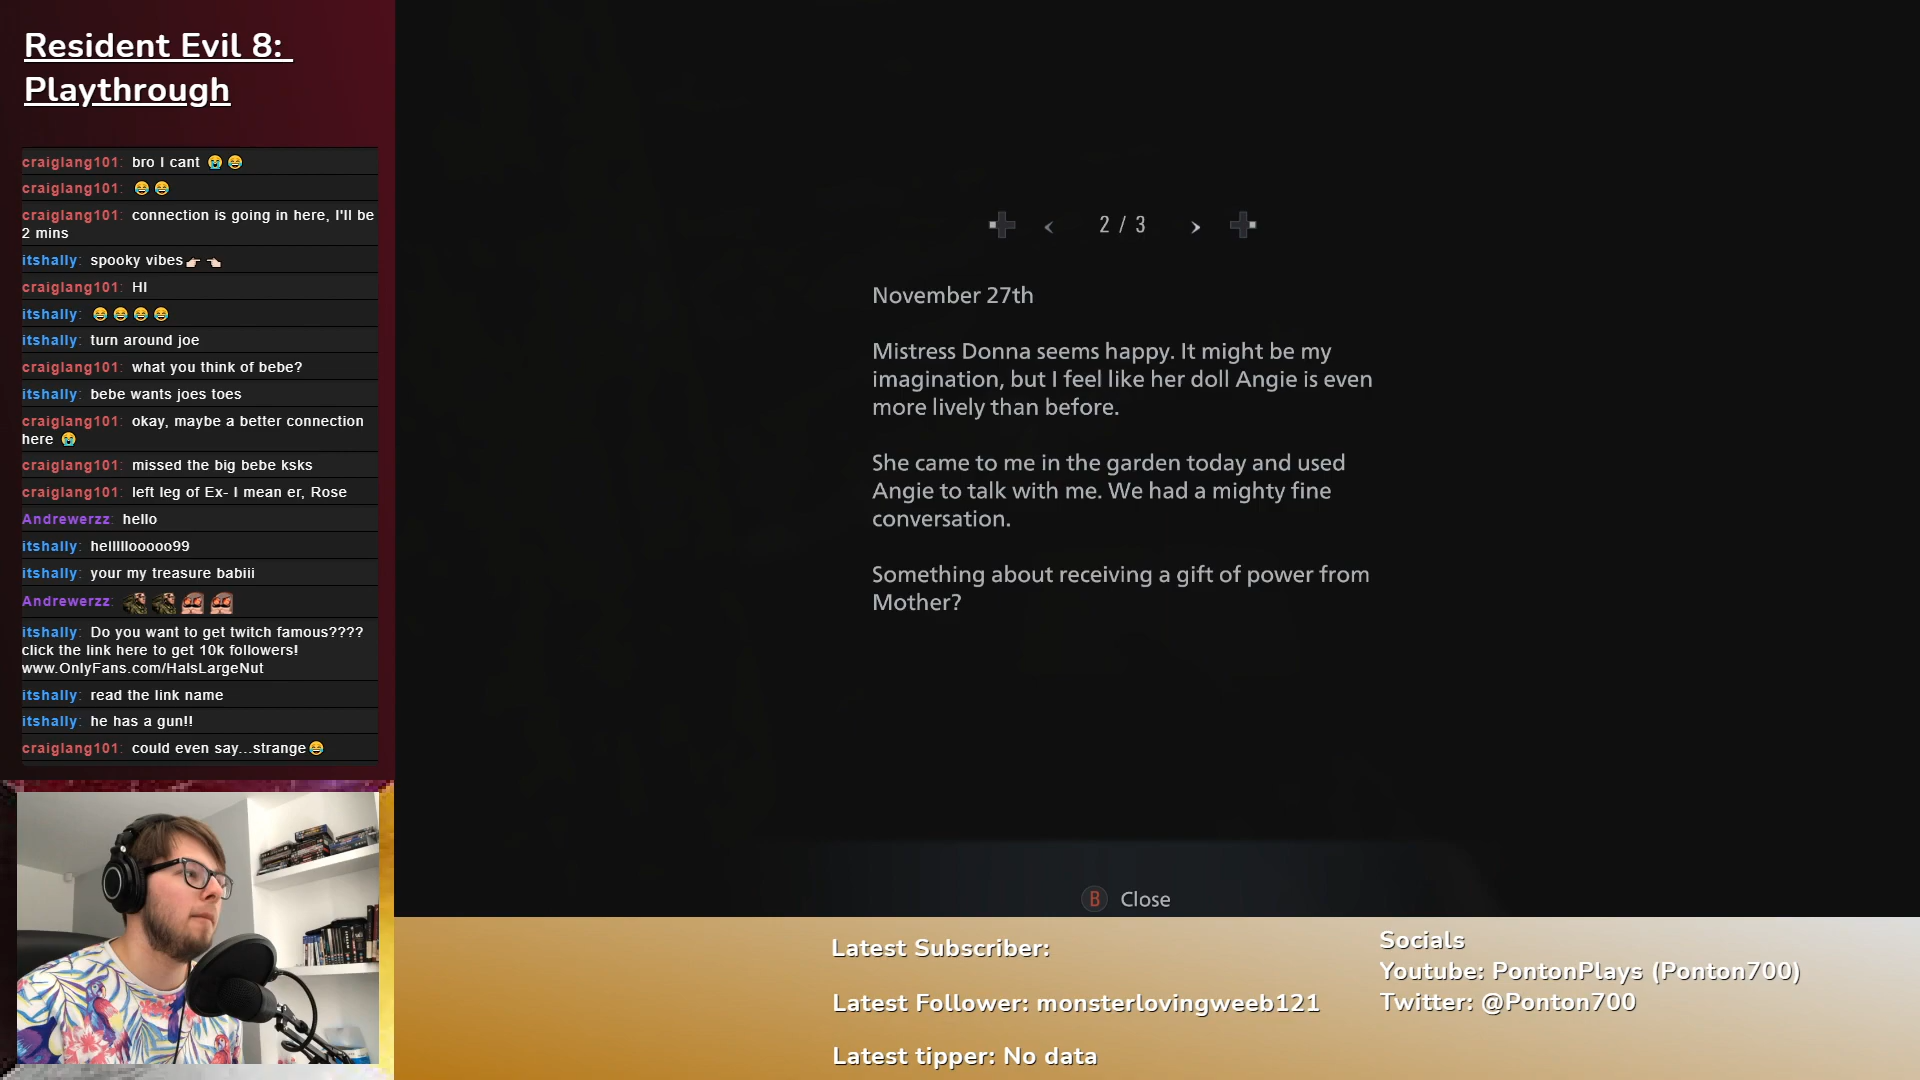 Resident Evil 8:
Playthrough
craiglang101: bro I cant 😭 😂
craiglang101: 😂 😂
craiglang101: connection is going in here, I'll be
2 mins
itshally: spooky vibes👉🏻 👈🏻
craiglang101: HI
itshally: 😂 😂 😂 😂
itshally: turn around joe
craiglang101: what you think of bebe?
itshally: bebe wants joes toes
craiglang101: okay, maybe a better connection
here 😭
craiglang101: missed the big bebe ksks
craiglang101: left leg of Ex- I mean er, Rose
Andrewerzz: hello
itshally: helllllooooo99
itshally: your my treasure babiii
Andrewerzz:
itshally: Do you want to get twitch famous????
click the link here to get 10k followers!
www.OnlyFans.com/HalsLargeNut
itshally: read the link name
itshally: he has a gun!!
craiglang101: could even say...strange😂
< 2 / 3 >
November 27th
Mistress Donna seems happy. It might be my
imagination, but I feel like her doll Angie is even
more lively than before.
She came to me in the garden today and used
Angie to talk with me. We had a mighty fine
conversation.
Something about receiving a gift of power from
Mother?
B Close
Latest Subscriber:
Latest Follower: monsterlovingweeb121
Latest tipper: No data
Socials
Youtube: PontonPlays (Ponton700)
Twitter: @Ponton700